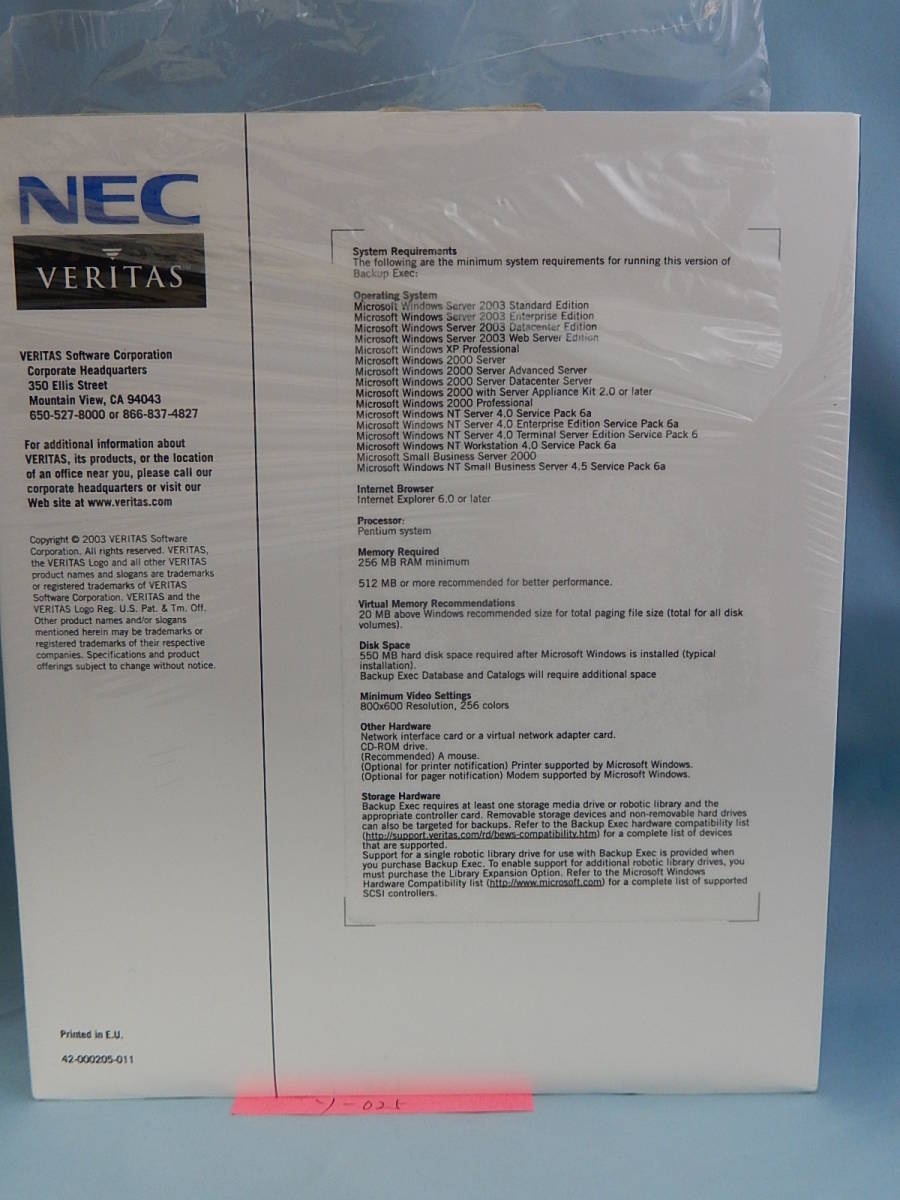 NEC
VERITAS
VERITAS Software Corporation
Corporate Headquarters
350 Ellis Street
Mountain View, CA 94043
650-527-8000 or 866-837-4827
For additional information about
VERITAS, its products, or the location
of an office near you, please call our
corporate headquarters or visit our
Web site at www.veritas.com
Copyright © 2003 VERITAS Software
Corporation. All rights reserved. VERITAS,
the VERITAS Logo and all other VERITAS
product names and slogans are trademarks
or registered trademarks of VERITAS
Software Corporation. VERITAS and the
VERITAS Logo Reg. U.S. Pat. & Tm. Off.
Other product names and/or slogans
mentioned herein may be trademarks or
registered trademarks of their respective
companies. Specifications and product
offerings subject to change without notice.
Printed in E.U.
42-000205-011
System Requirements
The following are the minimum system requirements for running this version of
Backup Exec:
Operating System
Microsoft Windows Server 2003 Standard Edition
Microsoft Windows Server 2003 Enterprise Edition
Microsoft Windows Server 2003 Datacenter Edition
Microsoft Windows Server 2003 Web Server Edition
Microsoft Windows XP Professional
Microsoft Windows 2000 Server
Microsoft Windows 2000 Server Advanced Server
Microsoft Windows 2000 Server Datacenter Server
Microsoft Windows 2000 with Server Appliance Kit 2.0 or later
Microsoft Windows 2000 Professional
Microsoft Windows NT Server 4.0 Service Pack 6a
Microsoft Windows NT Server 4.0 Enterprise Edition Service Pack 6a
Microsoft Windows NT Server 4.0 Terminal Server Edition Service Pack 6
Microsoft Windows NT Workstation 4.0 Service Pack 6a
Microsoft Small Business Server 2000
Microsoft Windows NT Small Business Server 4.5 Service Pack 6a
Internet Browser
Internet Explorer 6.0 or later
Processor:
Pentium system
Memory Required
256 MB RAM minimum
512 MB or more recommended for better performance.
Virtual Memory Recommendations
20 MB above Windows recommended size for total paging file size (total for all disk
volumes).
Disk Space
550 MB hard disk space required after Microsoft Windows is installed (typical
installation).
Backup Exec Database and Catalogs will require additional space
Minimum Video Settings
800x600 Resolution, 256 colors
Other Hardware
Network interface card or a virtual network adapter card.
CD-ROM drive.
(Recommended) A mouse.
(Optional for printer notification) Printer supported by Microsoft Windows.
(Optional for pager notification) Modem supported by Microsoft Windows.
Storage Hardware
Backup Exec requires at least one storage media drive or robotic library and the
appropriate controller card. Removable storage devices and non-removable hard drives
can also be targeted for backups. Refer to the Backup Exec hardware compatibility list
(http://support.veritas.com/rd/bews-compatibility.htm) for a complete list of devices
that are supported.
Support for a single robotic library drive for use with Backup Exec is provided when
you purchase Backup Exec. To enable support for additional robotic library drives, you
must purchase the Library Expansion Option. Refer to the Microsoft Windows
Hardware Compatibility list (http://www.microsoft.com) for a complete list of supported
SCSI controllers.
ソ-025